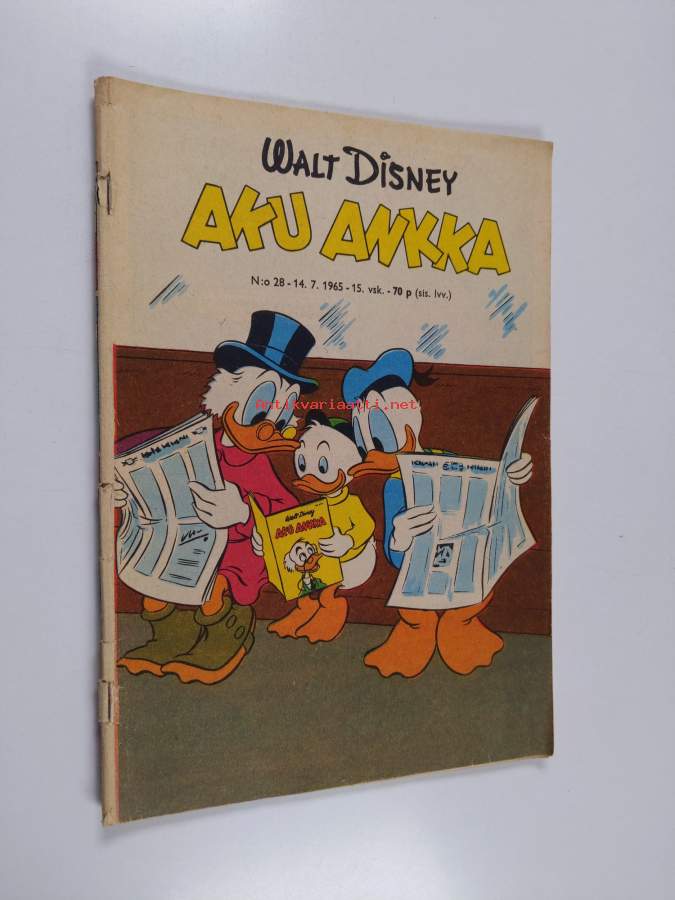 WALT DISNEY
AKU ANKKA
N:o 28 - 14. 7. 1965 - 15. vsk. - 70 p (sis. lvv.)
Antikvariaatti.net
Walt Disney
AKU ANKKA